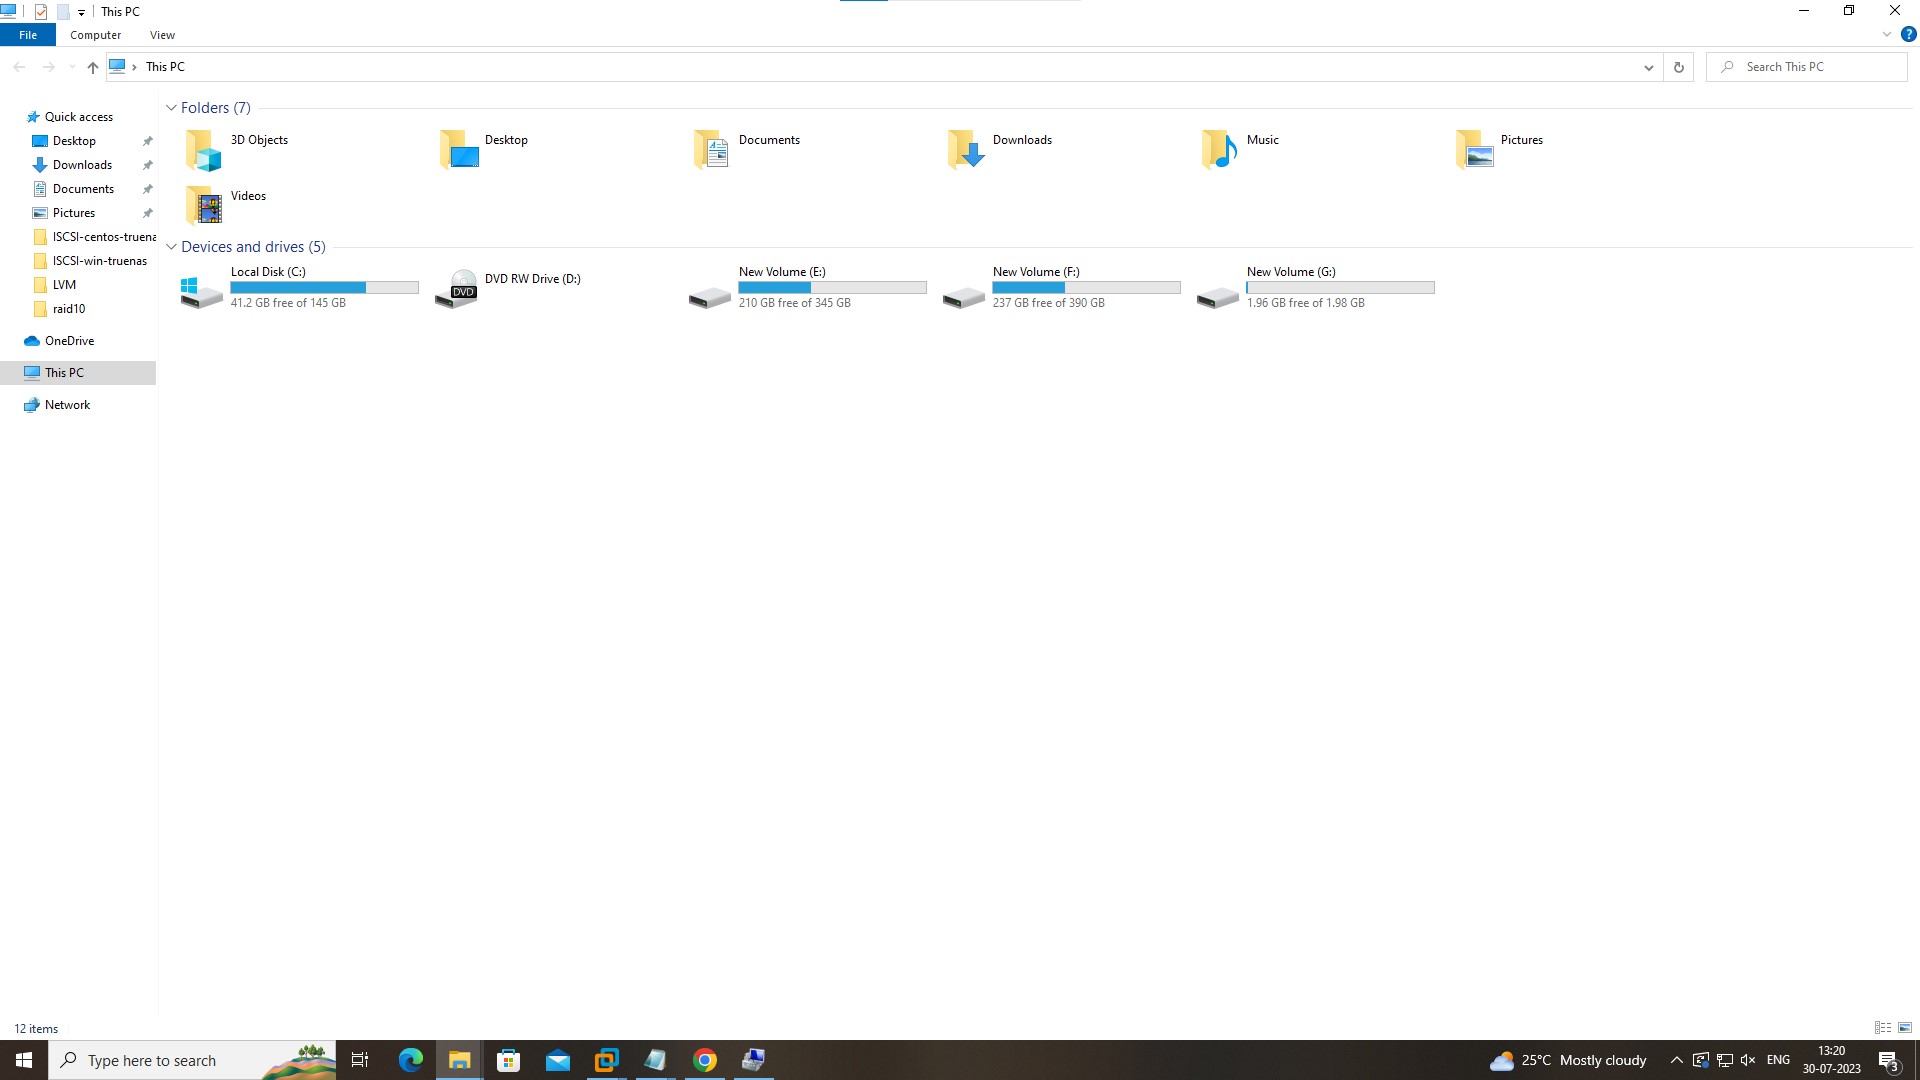 This PC
File Computer View
This PC
Search This PC
Quick access
Desktop
Downloads
Documents
Pictures
ISCSI-centos-truena
ISCSI-win-truenas
LVM
raid10
OneDrive
This PC
Network
Folders (7)
3D Objects
Desktop
Documents
Downloads
Music
Pictures
Videos
Devices and drives (5)
Local Disk (C:)
41.2 GB free of 145 GB
DVD
DVD RW Drive (D:)
New Volume (E:)
210 GB free of 345 GB
New Volume (F:)
237 GB free of 390 GB
New Volume (G:)
1.96 GB free of 1.98 GB
12 items
Type here to search
25°C Mostly cloudy
ENG
13:20
30-07-2023
3